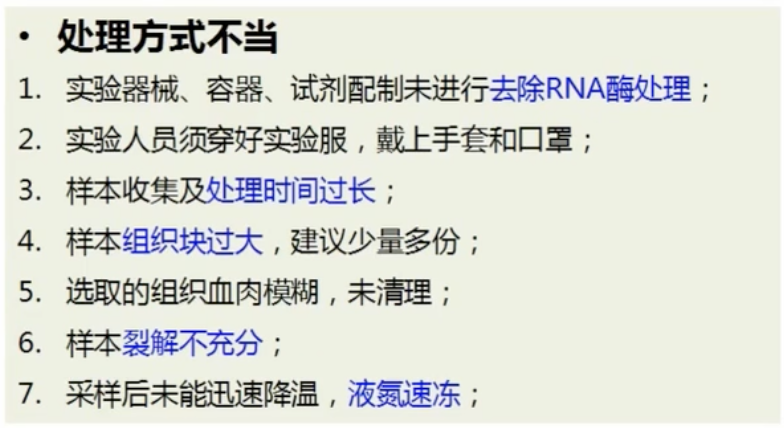 • 处理方式不当
1. 实验器械、容器、试剂配制未进行去除RNA酶处理；
2. 实验人员须穿好实验服，戴上手套和口罩；
3. 样本收集及处理时间过长；
4. 样本组织块过大，建议少量多份；
5. 选取的组织血肉模糊，未清理；
6. 样本裂解不充分；
7. 采样后未能迅速降温，液氮速冻；